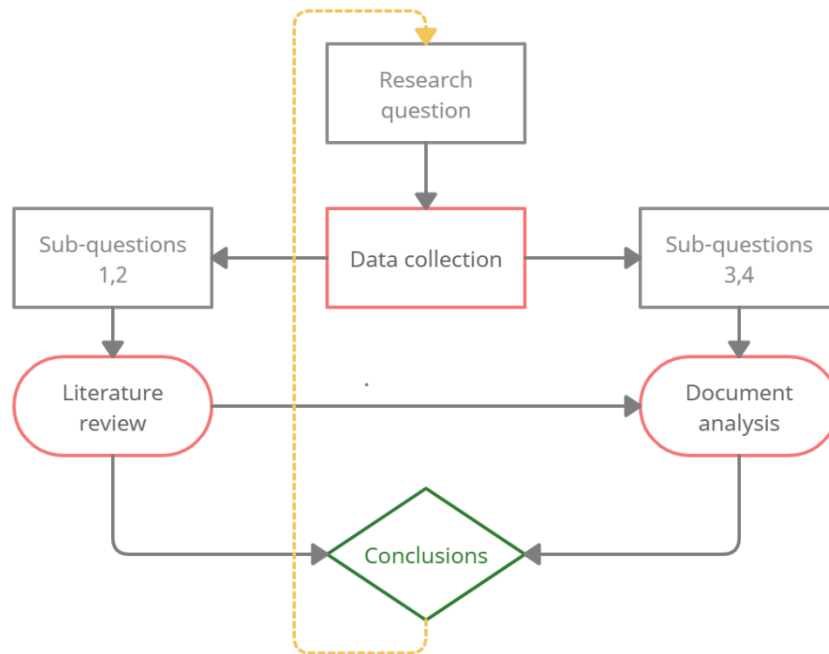 Research
question
Sub-questions
1,2
Data collection
Sub-questions
3,4
Literature
review
Document
analysis
Conclusions